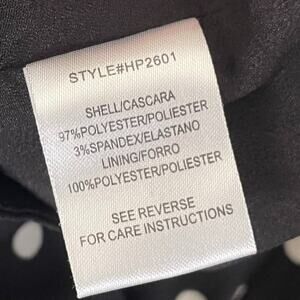 STYLE#HP2601
SHELL/CASCARA
97%POLYESTER/POLIESTER
3%SPANDEX/ELASTANO
LINING/FORRO
100%POLYESTER/POLIESTER
SEE REVERSE
FOR CARE INSTRUCTIONS